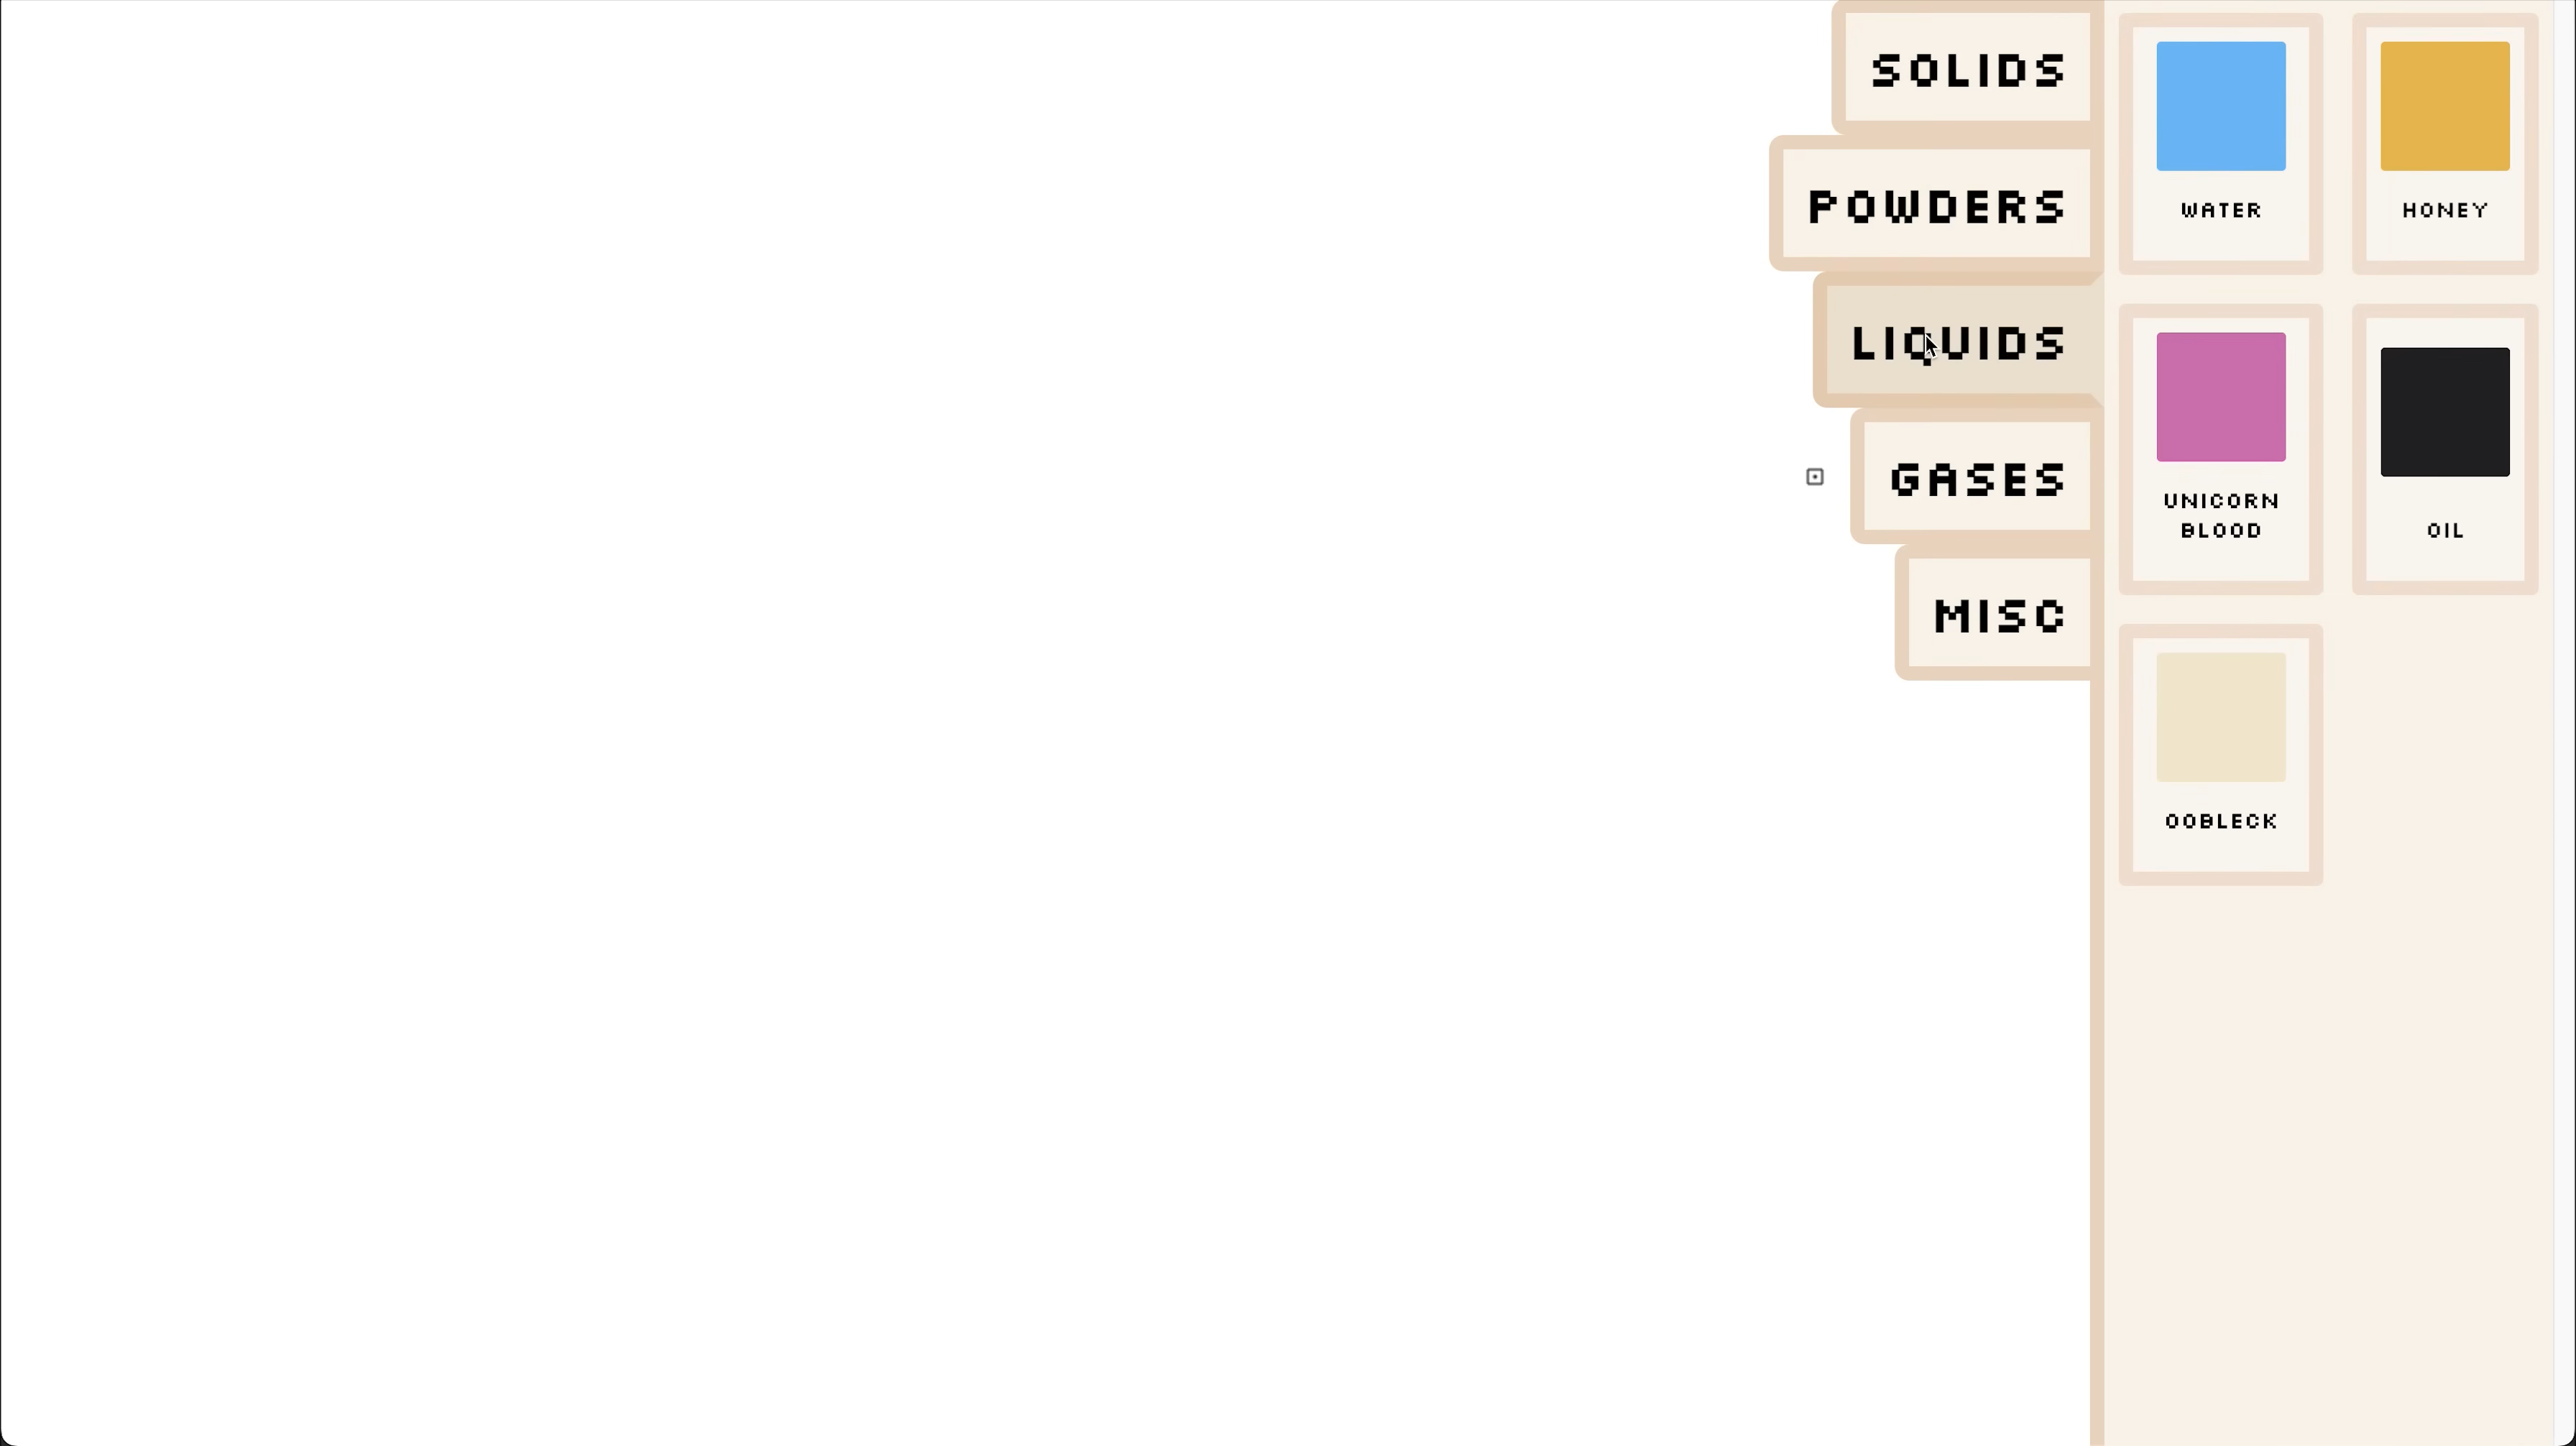 SOLIDS
POWDERS
LIQUIDS
GASES
MISC
WATER
HONEY
UNICORN
BLOOD
OIL
OOBLECK